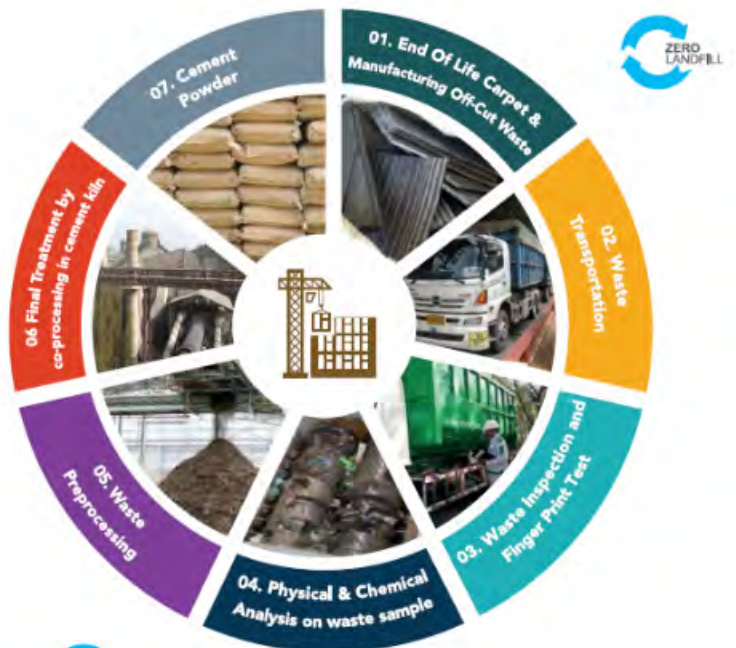 ZERO
LANDFILL
01. End Of Life Carpet &
Manufacturing Off-Cut Waste
02. Waste
Transportation
03. Waste Inspection and
Finger Print Test
04. Physical & Chemical
Analysis on waste sample
05. Waste
Preprocessing
06 Final Treatment by
co-processing in cement kiln
07. Cement
Powder